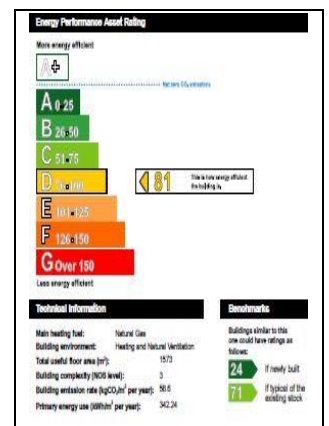 Energy Performance Asset Rating
More energy efficient
A+
Net zero CO₂ emissions
A 0-25
B 26-50
C 51-75
D 76-100
81
This is how energy efficient
the building is.
E 101-125
F 126-150
G Over 150
Less energy efficient
Technical Information
Main heating fuel: Natural Gas
Building environment: Heating and Natural Ventilation
Total useful floor area (m²): 1573
Building complexity (NOS level): 3
Building emission rate (kgCO₂/m² per year): 56.6
Primary energy use (kWh/m² per year): 342.24
Benchmarks
Buildings similar to this
one could have ratings as
follows:
24 If newly built
71 If typical of the
existing stock